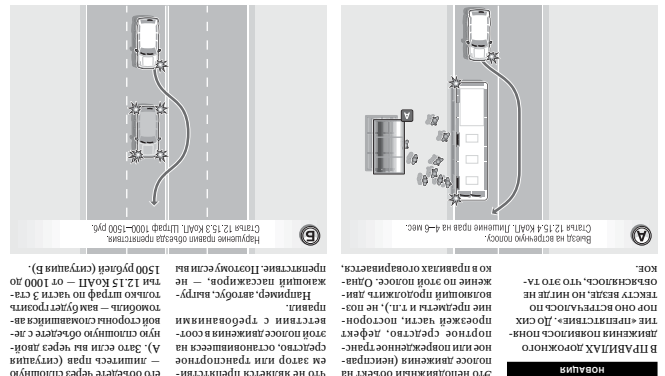 НОВАЦИЯ
В ПРАВИЛАХ ДОРОЖНОГО
ДВИЖЕНИЯ ПОЯВИЛОСЬ ПОНЯ-
ТИЕ «ПРЕПЯТСТВИЕ». ДО СИХ
ПОР ОНО ВСТРЕЧАЛОСЬ ПО
ТЕКСТУ ВЕЗДЕ, НО НИГДЕ НЕ
ОБЪЯСНЯЛОСЬ, ЧТО ЭТО ТА-
КОЕ.
ЭТО неподвижный объект на
полосе движения (неисправ-
ное или поврежденное транс-
портное средство, дефект
проезжей части, посторон-
ние предметы и т.п.), не поз-
воляющий продолжить дви-
жение по этой полосе. Одна-
ко в правилах оговаривается,
что не является препятстви-
ем затор или транспортное
средство, остановившееся на
этой полосе движения в соот-
ветствии с требованиями
правил.
Например, автобус, выгру-
жающий пассажиров, — не
препятствие. Поэтому если вы
его объедете через сплошную
— лишитесь прав (ситуация
А). Зато если вы через двой-
ную сплошную объедете с ле-
вой стороны сломавшийся ав-
томобиль — вам будет грозить
только штраф по части 3 ста-
тьи 12.15 КоАП — от 1000 до
1500 рублей (ситуация Б).
А
Выезд на встречную полосу.
Статья 12.15.4 КоАП. Лишение прав на 4–6 мес.
А
Б
Нарушение правил объезда препятствия.
Статья 12.15.3 КоАП. Штраф 1000–1500 руб.